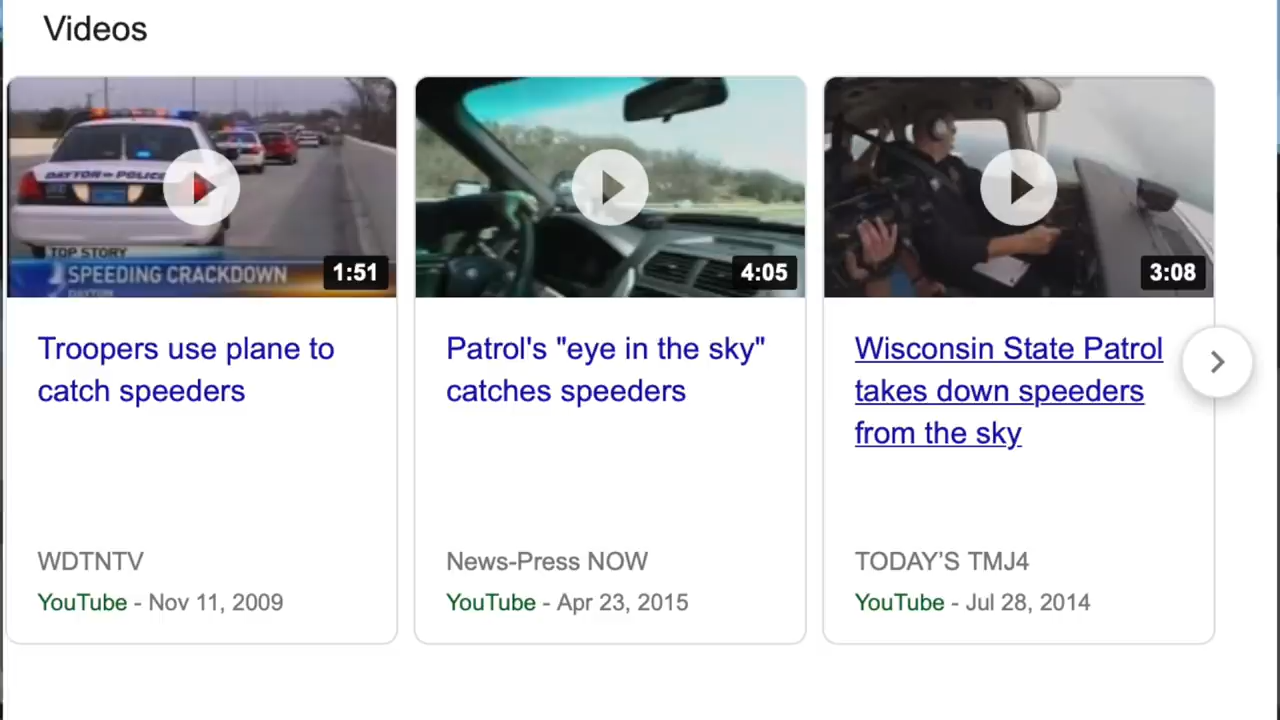 Videos
DAYTON POLICE
TOP STORY
SPEEDING CRACKDOWN
DAYTON
1:51
4:05
3:08
Troopers use plane to
catch speeders
Patrol's "eye in the sky"
catches speeders
Wisconsin State Patrol
takes down speeders
from the sky
WDTNTV
YouTube - Nov 11, 2009
News-Press NOW
YouTube - Apr 23, 2015
TODAY’S TMJ4
YouTube - Jul 28, 2014